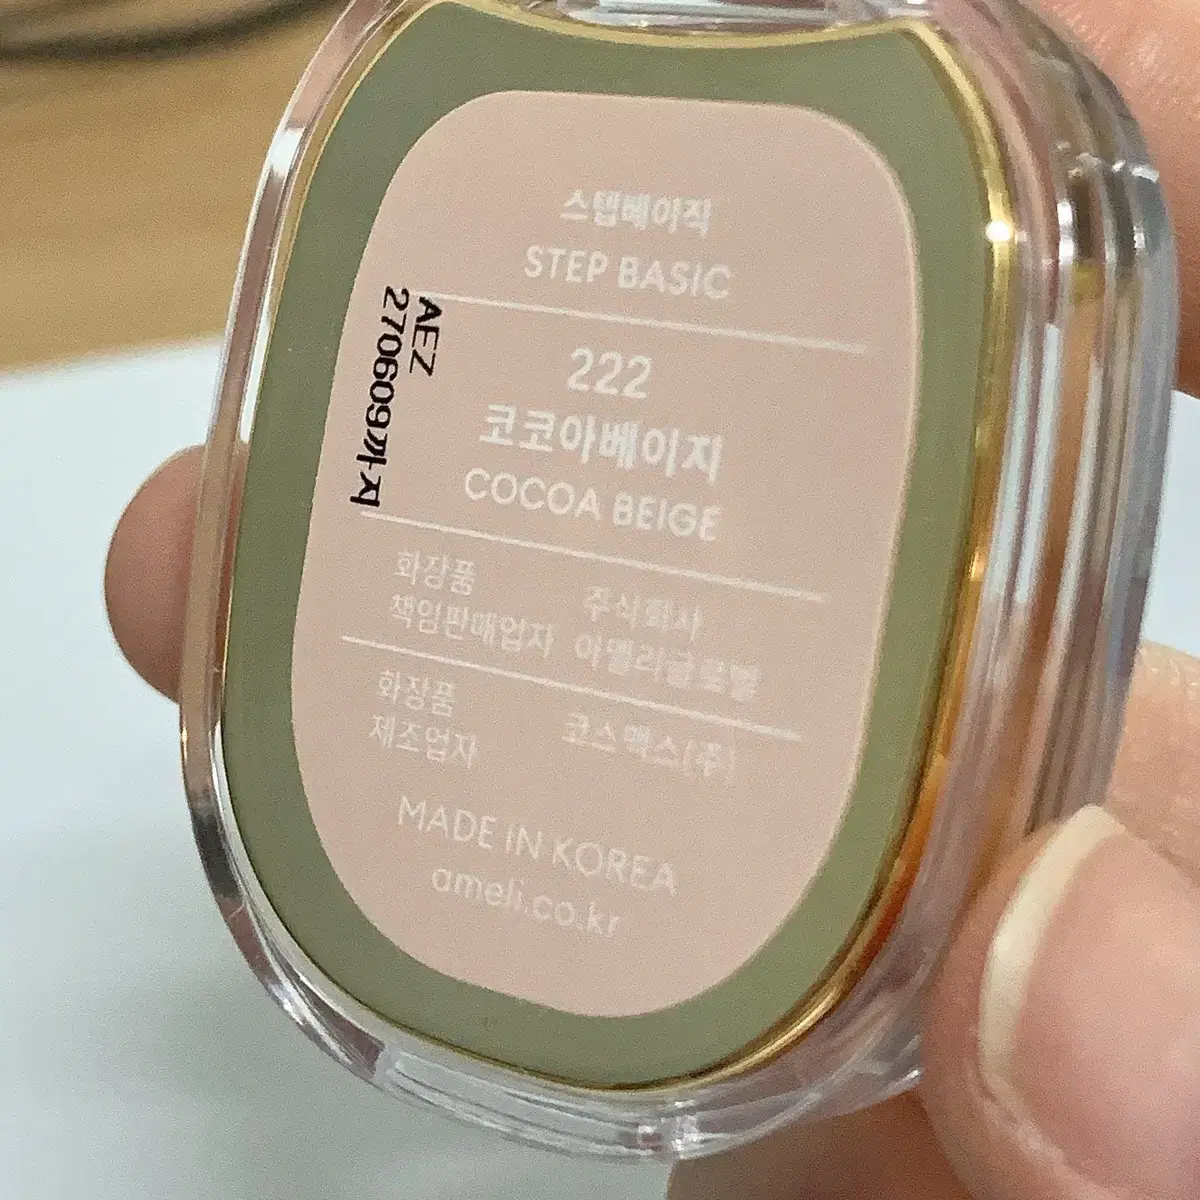 스텝베이직
STEP BASIC
AEZ
270609까지
222
코코아베이지
COCOA BEIGE
화장품
책임판매업자
주식회사
아멜리글로벌
화장품
제조업자
코스맥스(주)
MADE IN KOREA
ameli.co.kr